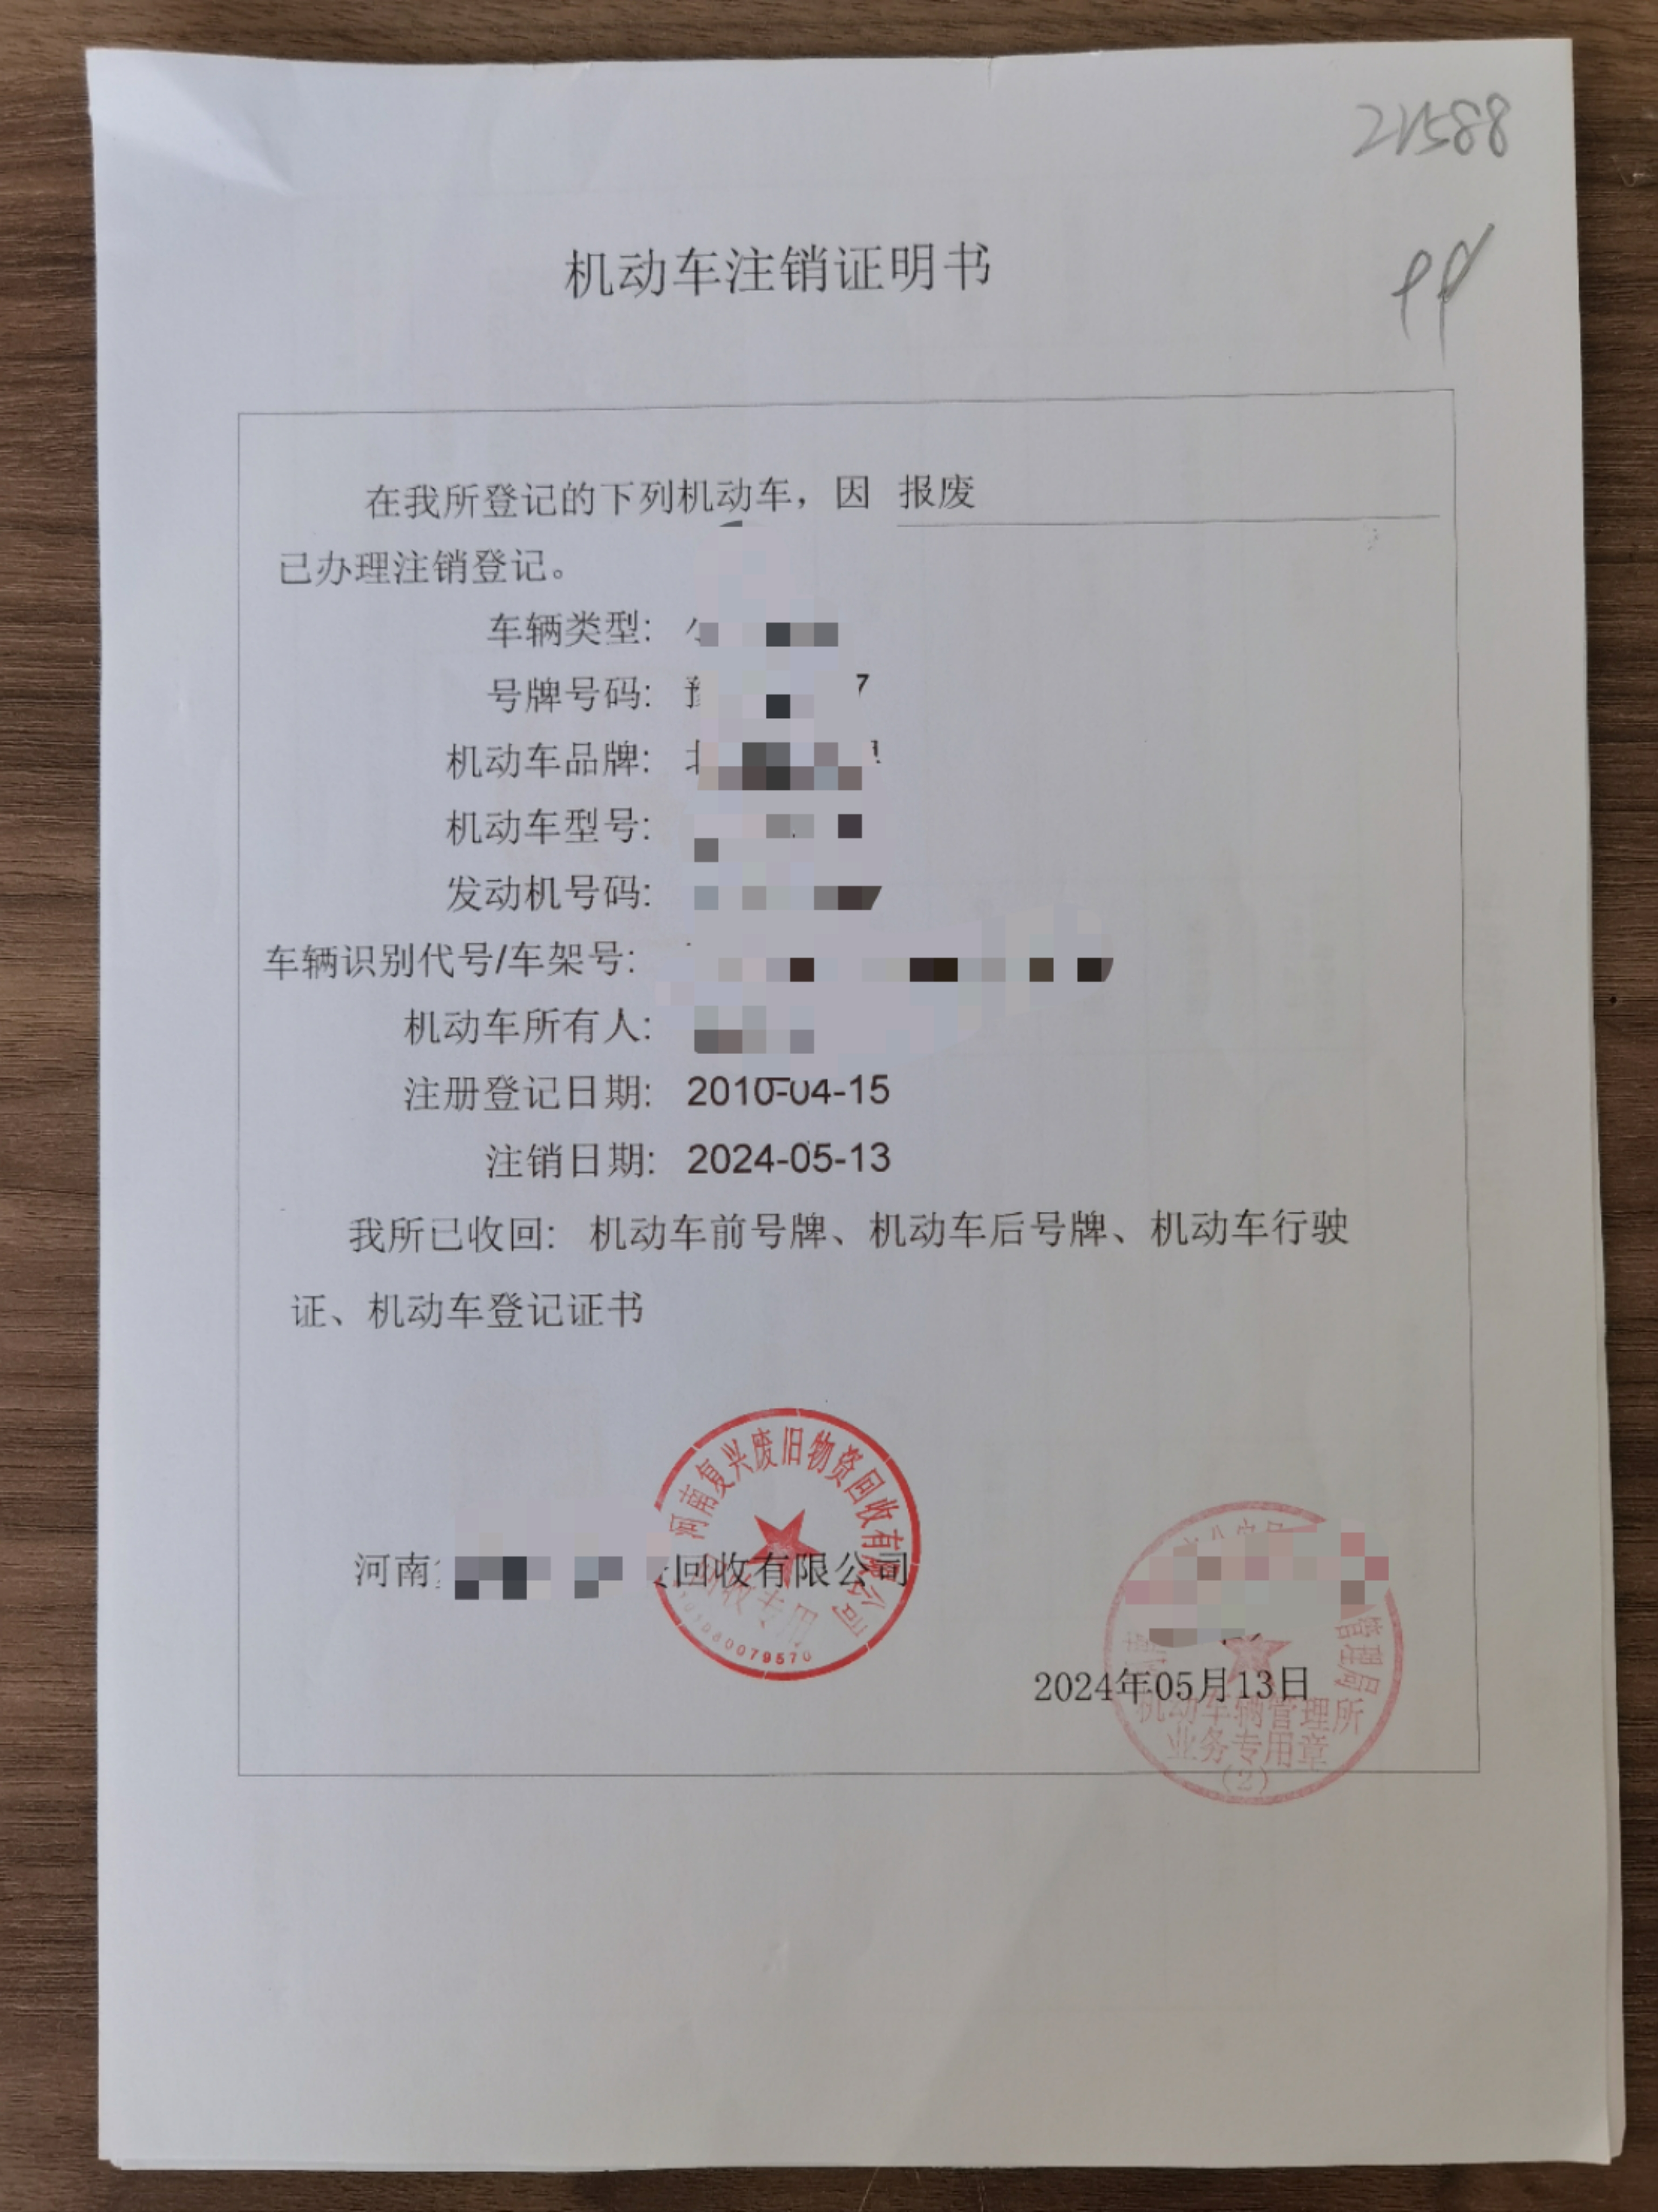 机动车注销证明书
在我所登记的下列机动车，因 报废
已办理注销登记。
车辆类型:
号牌号码: 7
机动车品牌:
机动车型号:
发动机号码:
车辆识别代号/车架号:
机动车所有人:
注册登记日期: 2010-04-15
注销日期: 2024-05-13
我所已收回: 机动车前号牌、机动车后号牌、机动车行驶
证、机动车登记证书
河南复兴废旧物资回收有限公司
河南 回收有限公司
专用
管理局
2024年05月13日
机动车辆管理所
业务专用章
(2)